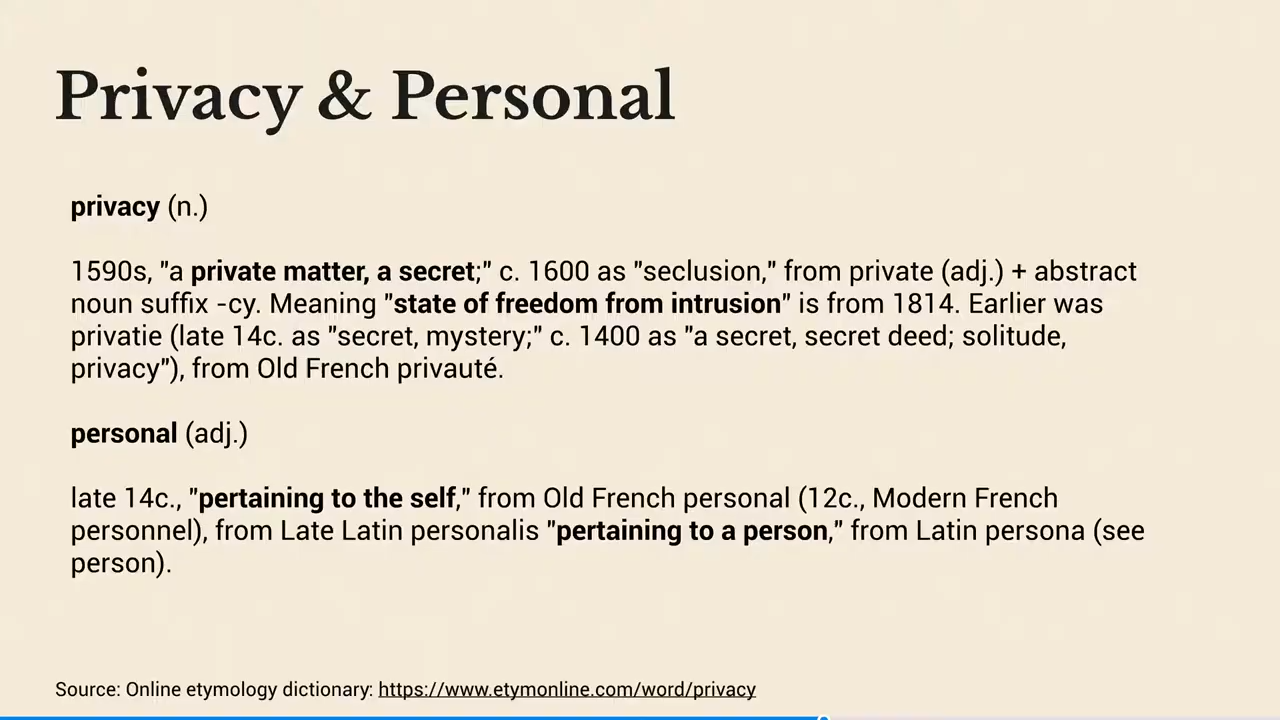 Privacy & Personal
privacy (n.)
1590s, "a private matter, a secret;" c. 1600 as "seclusion," from private (adj.) + abstract
noun suffix -cy. Meaning "state of freedom from intrusion" is from 1814. Earlier was
privatie (late 14c. as "secret, mystery;" c. 1400 as "a secret, secret deed; solitude,
privacy"), from Old French privauté.
personal (adj.)
late 14c., "pertaining to the self," from Old French personal (12c., Modern French
personnel), from Late Latin personalis "pertaining to a person," from Latin persona (see
person).
Source: Online etymology dictionary: https://www.etymonline.com/word/privacy